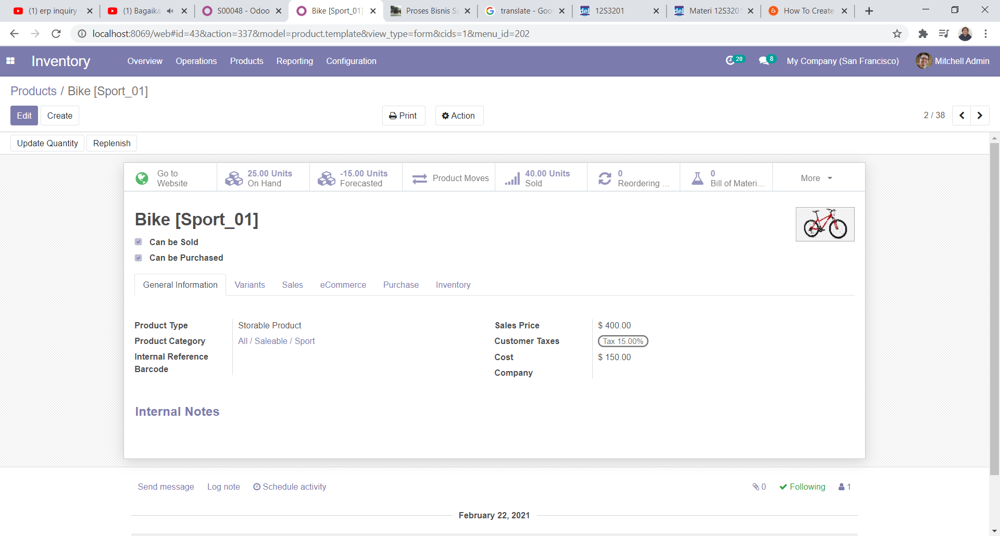 (1) erp inquiry
(1) Bagaika
S00048 - Odoo
Bike [Sport_01]
Proses Bisnis Sa
translate - Goo
12S3201
Materi 12S3201
How To Create
localhost:8069/web#id=43&action=337&model=product.template&view_type=form&cids=1&menu_id=202
Inventory
Overview
Operations
Products
Reporting
Configuration
20
8
My Company (San Francisco)
Mitchell Admin
Products / Bike [Sport_01]
Edit
Create
Print
Action
2 / 38
Update Quantity
Replenish
Go to
Website
25.00 Units
On Hand
-15.00 Units
Forecasted
Product Moves
40.00 Units
Sold
0
Reordering ...
0
Bill of Materi...
More
Bike [Sport_01]
Can be Sold
Can be Purchased
General Information
Variants
Sales
eCommerce
Purchase
Inventory
Product Type
Storable Product
Product Category
All / Saleable / Sport
Internal Reference
Barcode
Sales Price
$ 400.00
Customer Taxes
Tax 15.00%
Cost
$ 150.00
Company
Internal Notes
Send message
Log note
Schedule activity
0
Following
1
February 22, 2021